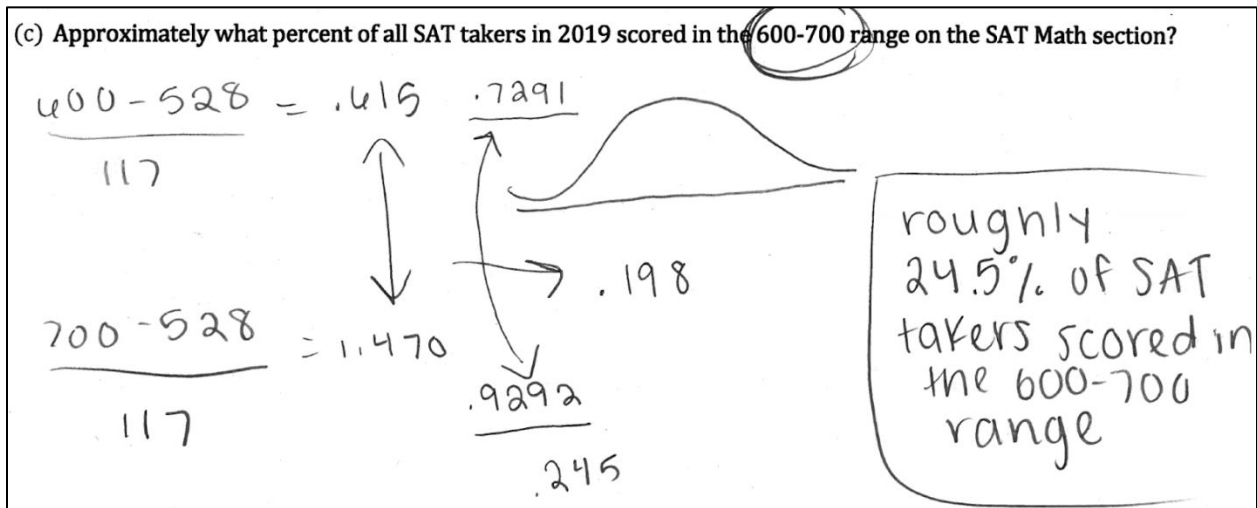 (c) Approximately what percent of all SAT takers in 2019 scored in the 600-700 range on the SAT Math section?
600-528 = .615 .7291
117
.198
700-528 = 1.470
117
.9292
.245
roughly
24.5% of SAT
takers scored in
the 600-700
range